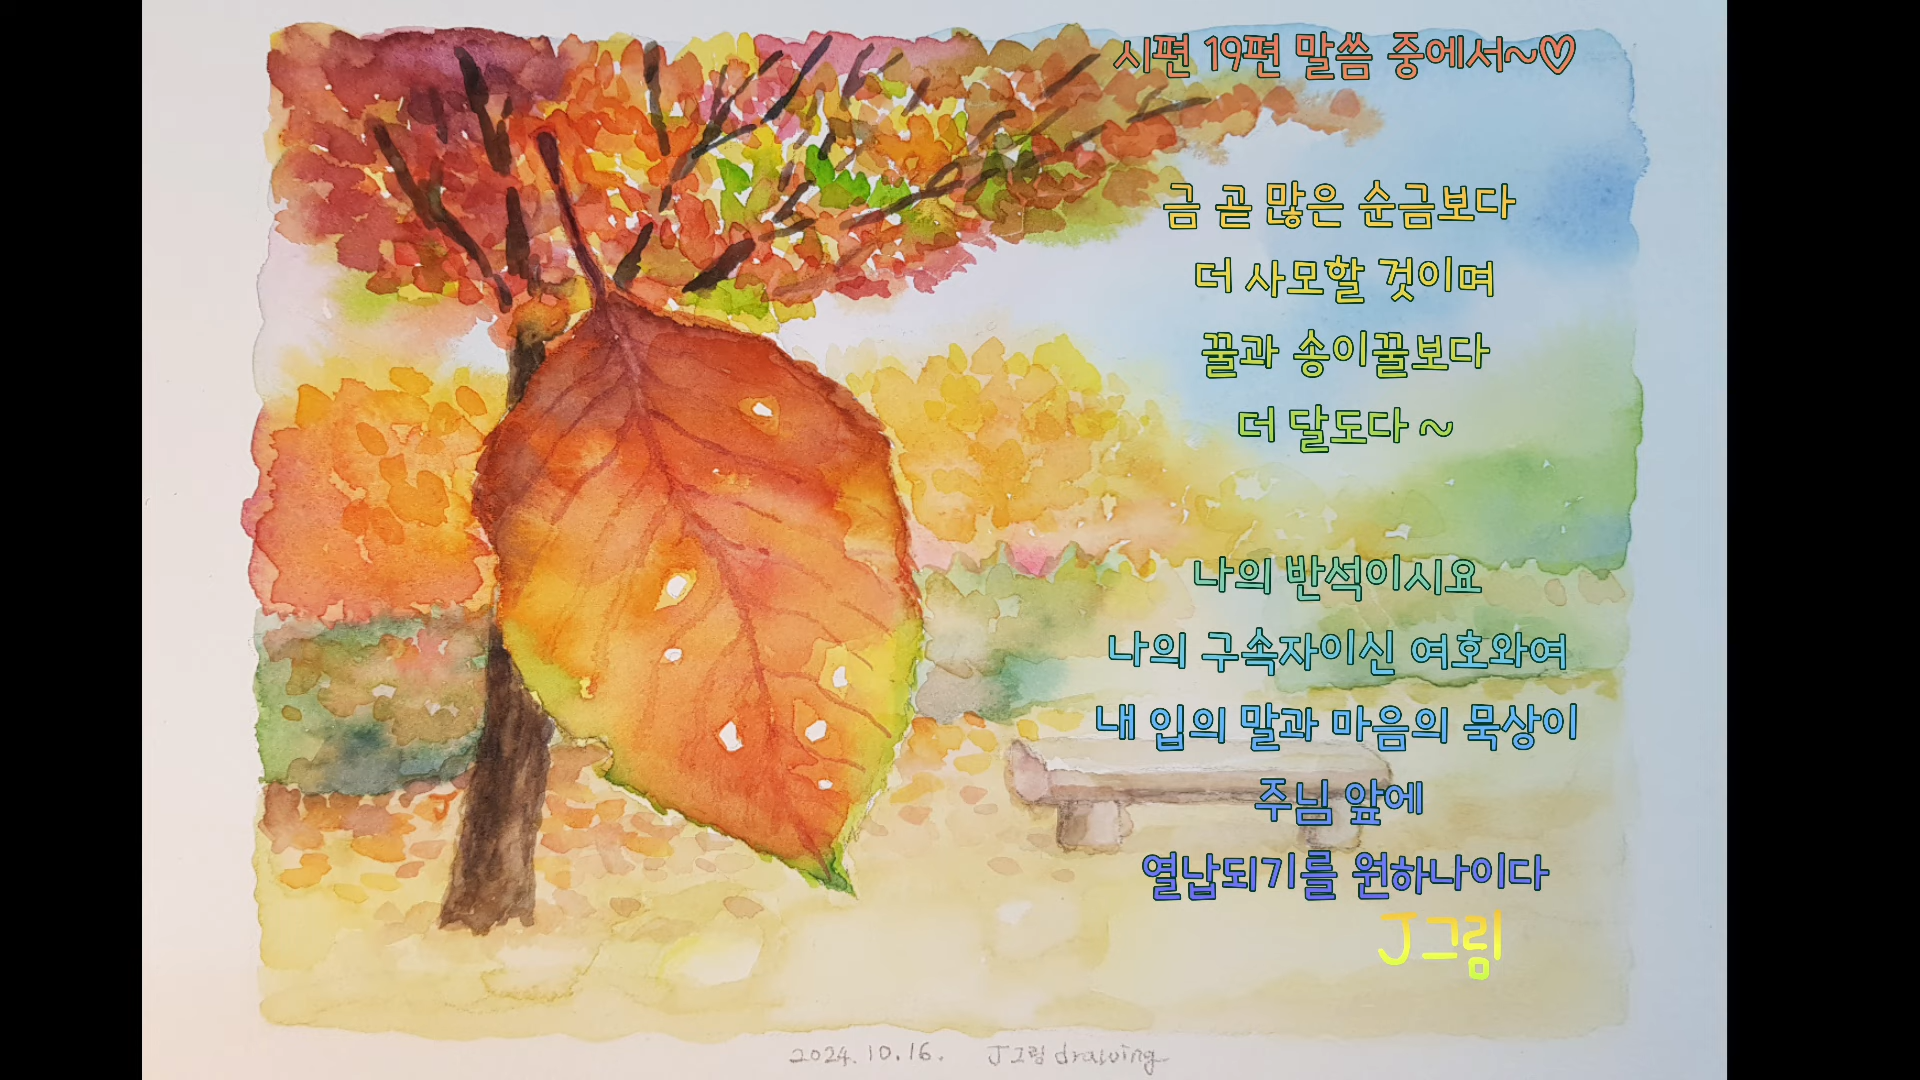 시편 19편 말씀 중에서~♡
금 곧 많은 순금보다
더 사모할 것이며
꿀과 송이꿀보다
더 달도다 ~
나의 반석이시요
나의 구속자이신 여호와여
내 입의 말과 마음의 묵상이
주님 앞에
열납되기를 원하나이다
J그림
2024.10.16. J그림 drawing